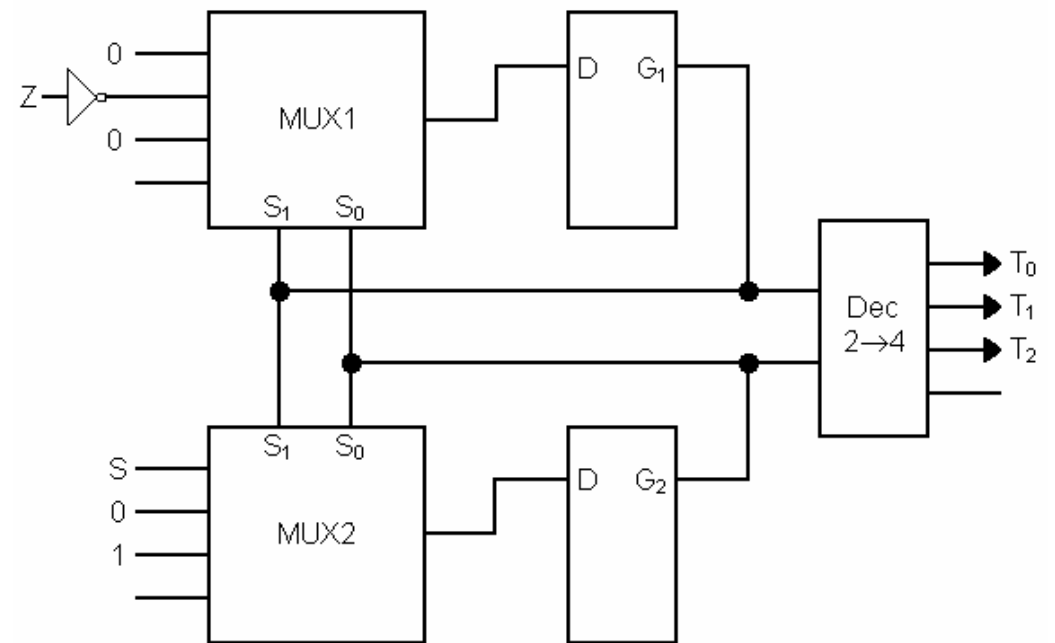 0
Z
0
MUX1
S₁ S₀
D G₁
Dec
2→4
T₀
T₁
T₂
S₁ S₀
S
0
1
MUX2
D G₂